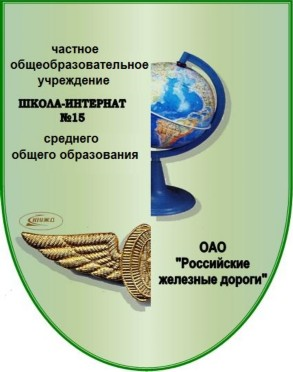 частное
общеобразовательное
учреждение
ШКОЛА-ИНТЕРНАТ
№15
среднего
общего образования
ОАО
"Российские
железные дороги"